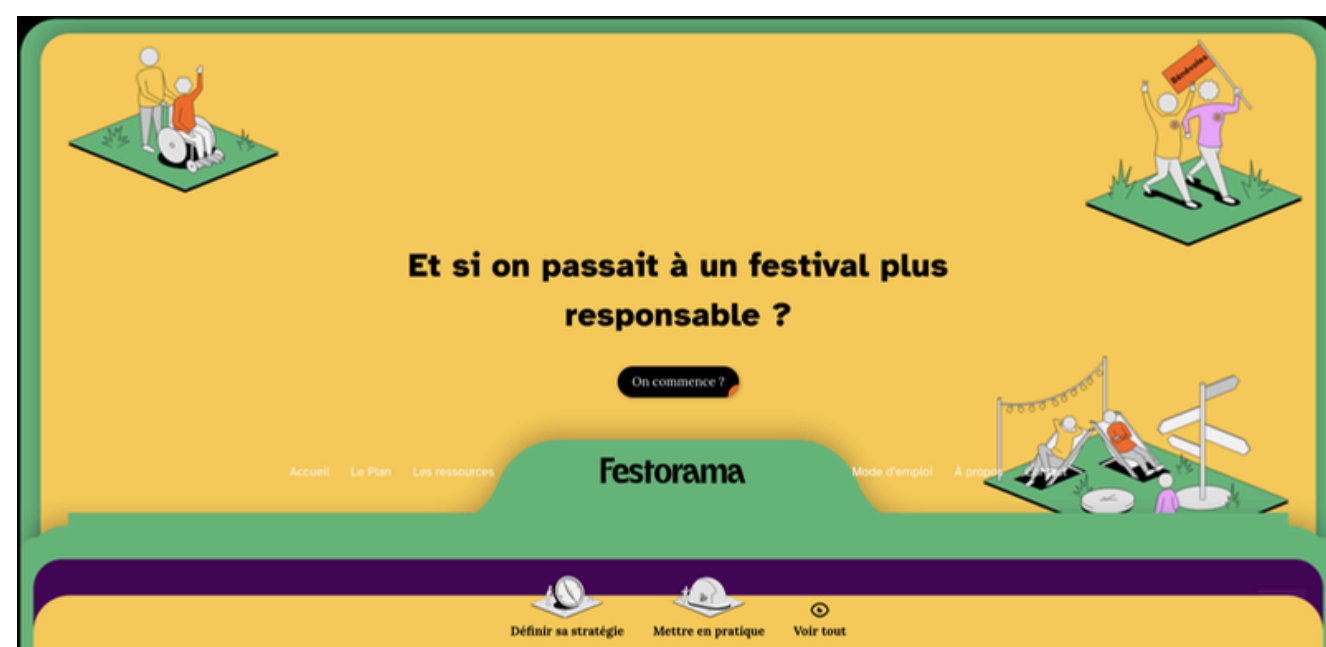 Bénévoles
Et si on passait à un festival plus
responsable ?
On commence ?
Accueil Le Plan Les ressources Festorama Mode d'emploi À propos
Définir sa stratégie Mettre en pratique Voir tout